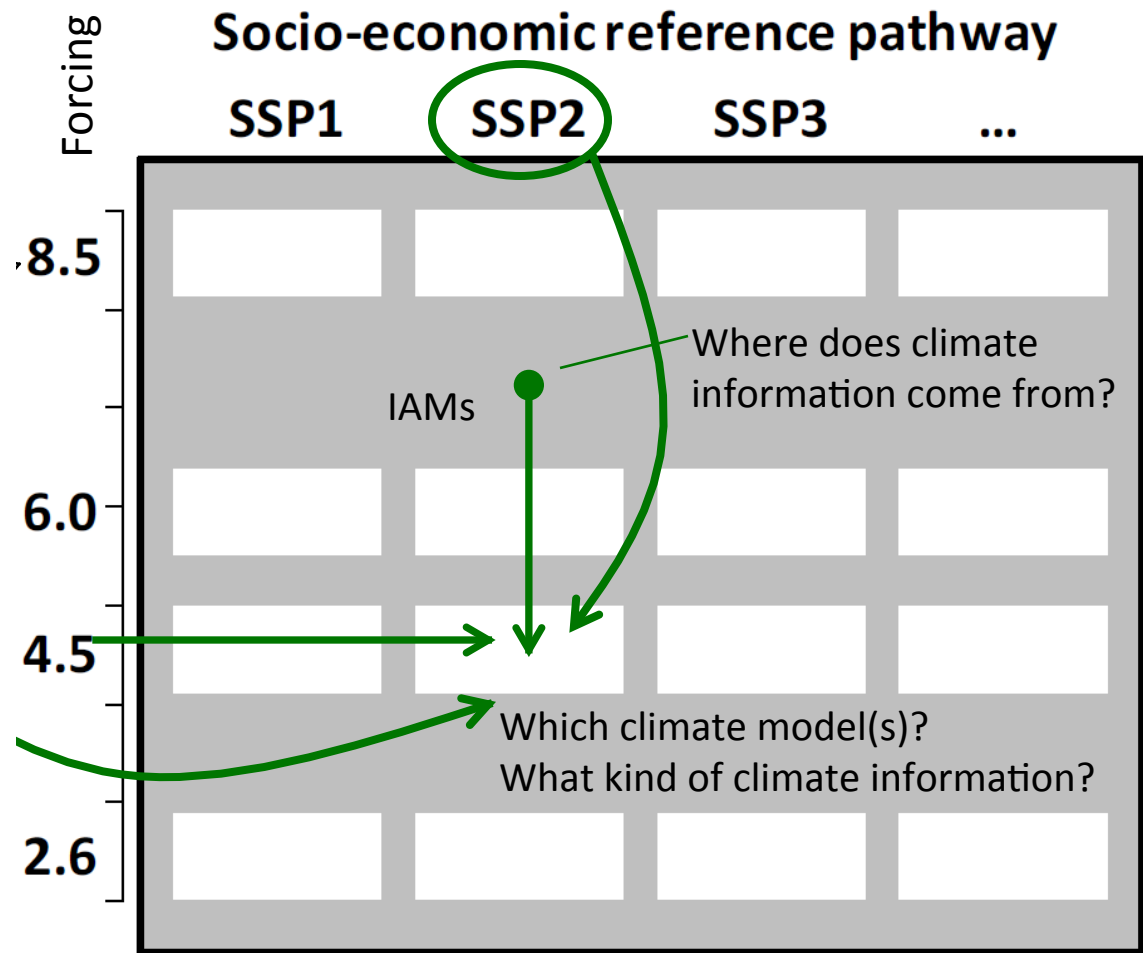 Socio-economic reference pathway
Forcing
SSP1 SSP2 SSP3 ...
8.5
Where does climate
information come from?
IAMs
6.0
4.5
Which climate model(s)?
What kind of climate information?
2.6